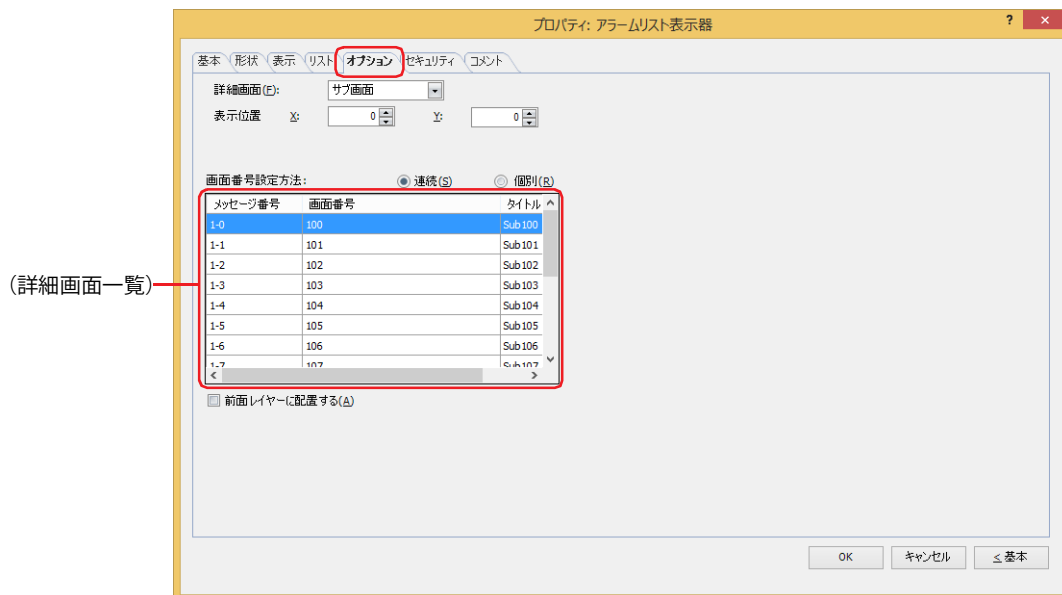 プロパティ: アラームリスト表示器
?
×
基本 形状 表示 リスト オプション セキュリティ コメント
詳細画面(F): サブ画面
表示位置 X: 0 Y: 0
画面番号設定方法: 連続(S) 個別(R)
メッセージ番号 画面番号 タイトル
1-0 100 Sub100
1-1 101 Sub101
1-2 102 Sub102
(詳細画面一覧)
1-3 103 Sub103
1-4 104 Sub104
1-5 105 Sub105
1-6 106 Sub106
1-7 107 Sub107
前面レイヤーに配置する(A)
OK キャンセル ≤基本